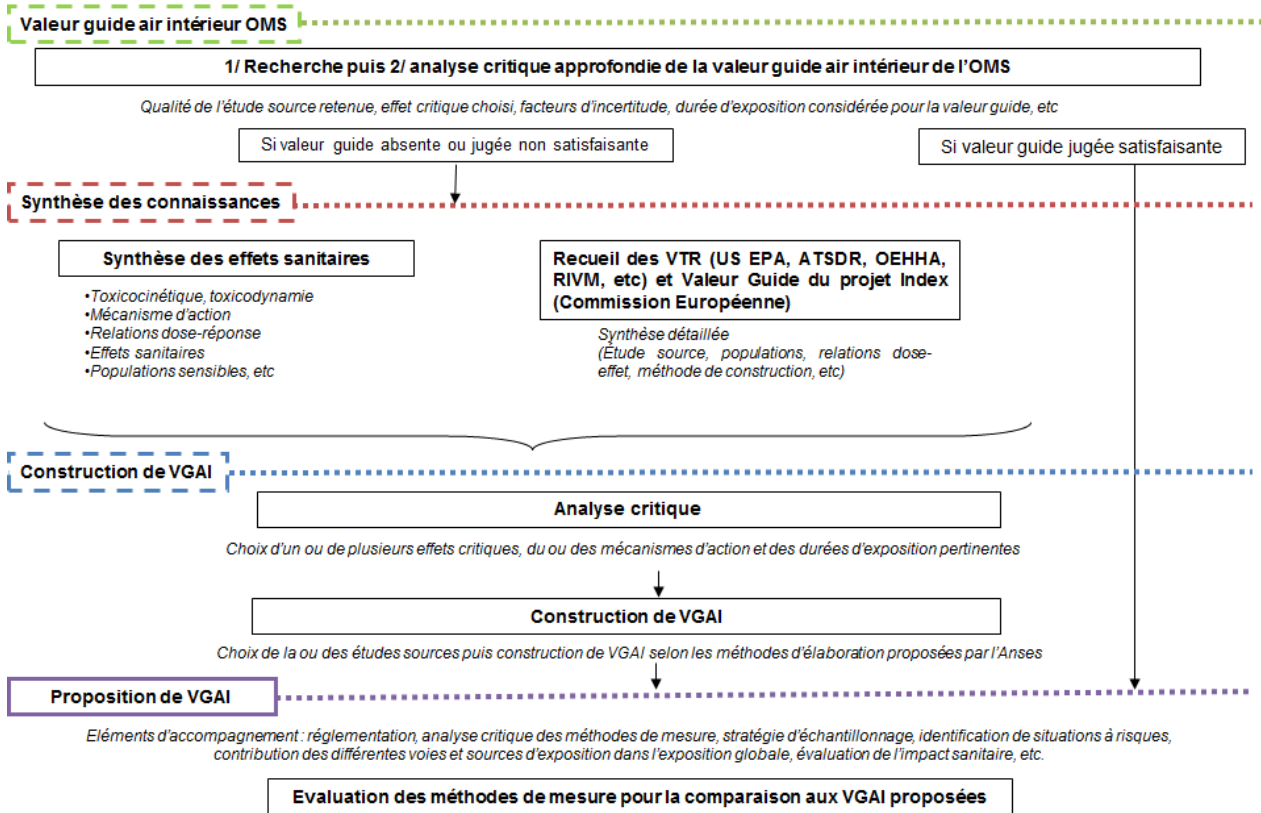 Valeur guide air intérieur OMS
1/ Recherche puis 2/ analyse critique approfondie de la valeur guide air intérieur de l'OMS
Qualité de l'étude source retenue, effet critique choisi, facteurs d'incertitude, durée d'exposition considérée pour la valeur guide, etc
Si valeur guide absente ou jugée non satisfaisante
Si valeur guide jugée satisfaisante
Synthèse des connaissances
Synthèse des effets sanitaires
•Toxicocinétique, toxicodynamie
•Mécanisme d'action
•Relations dose-réponse
•Effets sanitaires
•Populations sensibles, etc
Recueil des VTR (US EPA, ATSDR, OEHHA,
RIVM, etc) et Valeur Guide du projet Index
(Commission Européenne)
Synthèse détaillée
(Étude source, populations, relations dose-
effet, méthode de construction, etc)
Construction de VGAI
Analyse critique
Choix d'un ou de plusieurs effets critiques, du ou des mécanismes d'action et des durées d'exposition pertinentes
Construction de VGAI
Choix de la ou des études sources puis construction de VGAI selon les méthodes d'élaboration proposées par l'Anses
Proposition de VGAI
Eléments d'accompagnement : réglementation, analyse critique des méthodes de mesure, stratégie d'échantillonnage, identification de situations à risques,
contribution des différentes voies et sources d'exposition dans l'exposition globale, évaluation de l'impact sanitaire, etc.
Evaluation des méthodes de mesure pour la comparaison aux VGAI proposées